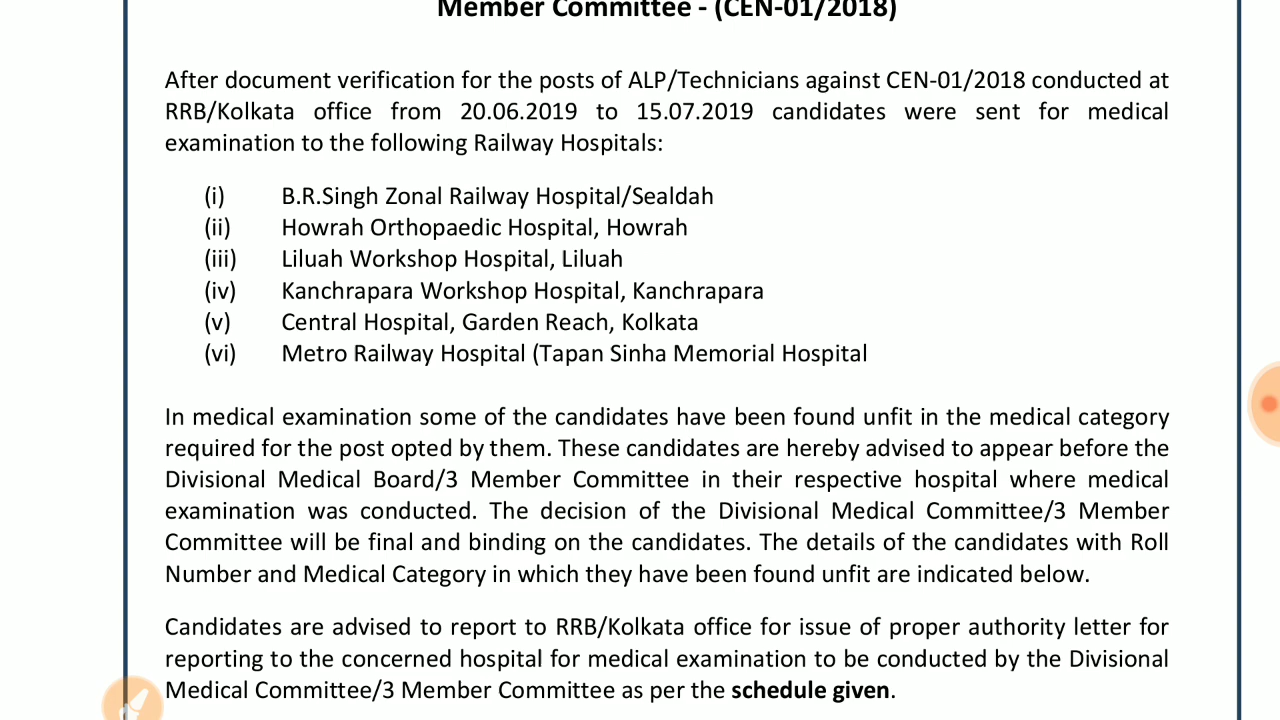 Member Committee - (CEN-01/2018)
After document verification for the posts of ALP/Technicians against CEN-01/2018 conducted at
RRB/Kolkata office from 20.06.2019 to 15.07.2019 candidates were sent for medical
examination to the following Railway Hospitals:
(i) B.R.Singh Zonal Railway Hospital/Sealdah
(ii) Howrah Orthopaedic Hospital, Howrah
(iii) Liluah Workshop Hospital, Liluah
(iv) Kanchrapara Workshop Hospital, Kanchrapara
(v) Central Hospital, Garden Reach, Kolkata
(vi) Metro Railway Hospital (Tapan Sinha Memorial Hospital
In medical examination some of the candidates have been found unfit in the medical category
required for the post opted by them. These candidates are hereby advised to appear before the
Divisional Medical Board/3 Member Committee in their respective hospital where medical
examination was conducted. The decision of the Divisional Medical Committee/3 Member
Committee will be final and binding on the candidates. The details of the candidates with Roll
Number and Medical Category in which they have been found unfit are indicated below.
Candidates are advised to report to RRB/Kolkata office for issue of proper authority letter for
reporting to the concerned hospital for medical examination to be conducted by the Divisional
Medical Committee/3 Member Committee as per the schedule given.